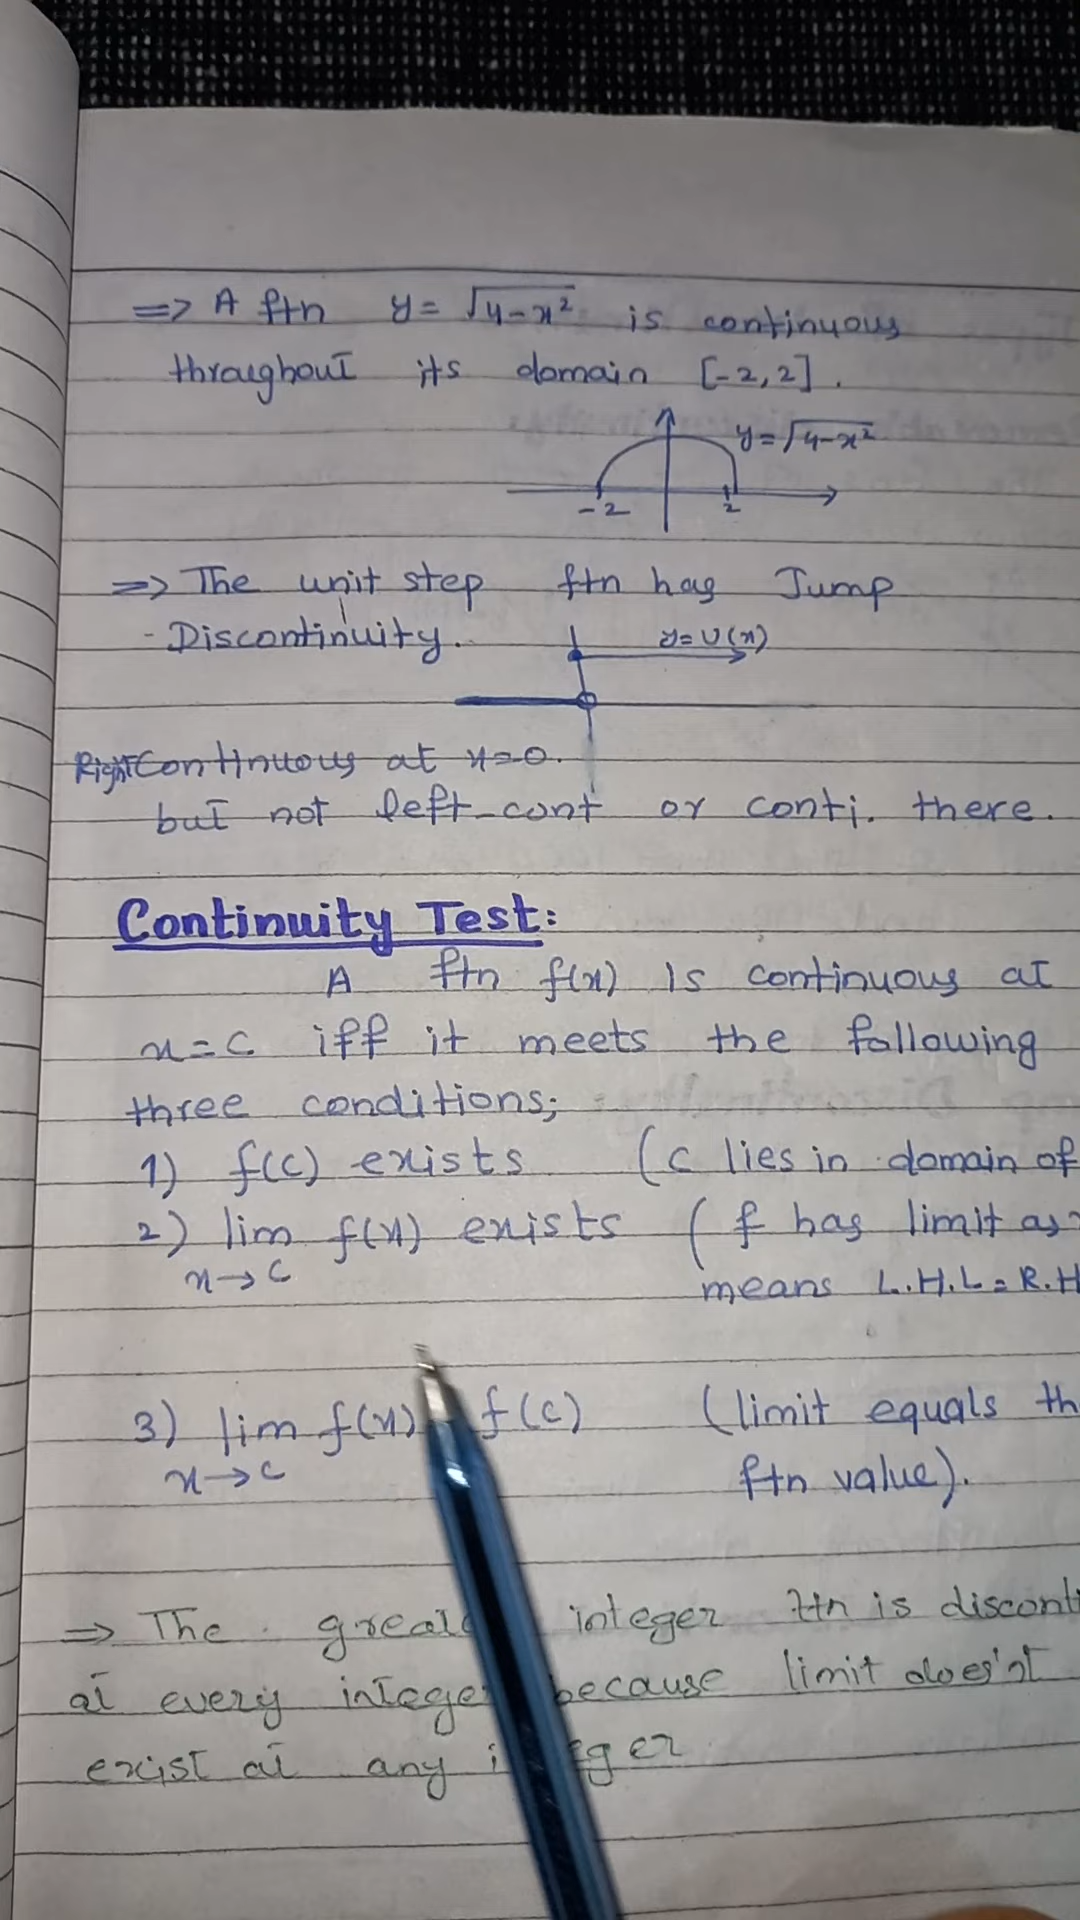 ⇒ A ftn y = √4-x² is continuous
throughout its domain [-2, 2].
y = √4-x²
-2 2
⇒ The unit step ftn has Jump
- Discontinuity.
y = U(x)
Right Continuous at x=0.
but not left-cont or conti. there.
Continuity Test:
A ftn f(x) is continuous at
x = c iff it meets the following
three conditions;
1) f(c) exists (c lies in domain of
2) lim f(x) exists (f has limit as
x→c means L.H.L = R.H
3) lim f(x) f(c) (limit equals th
x→c ftn value).
⇒ The integer ftn is disconti
at every because limit does'nt
exist at any